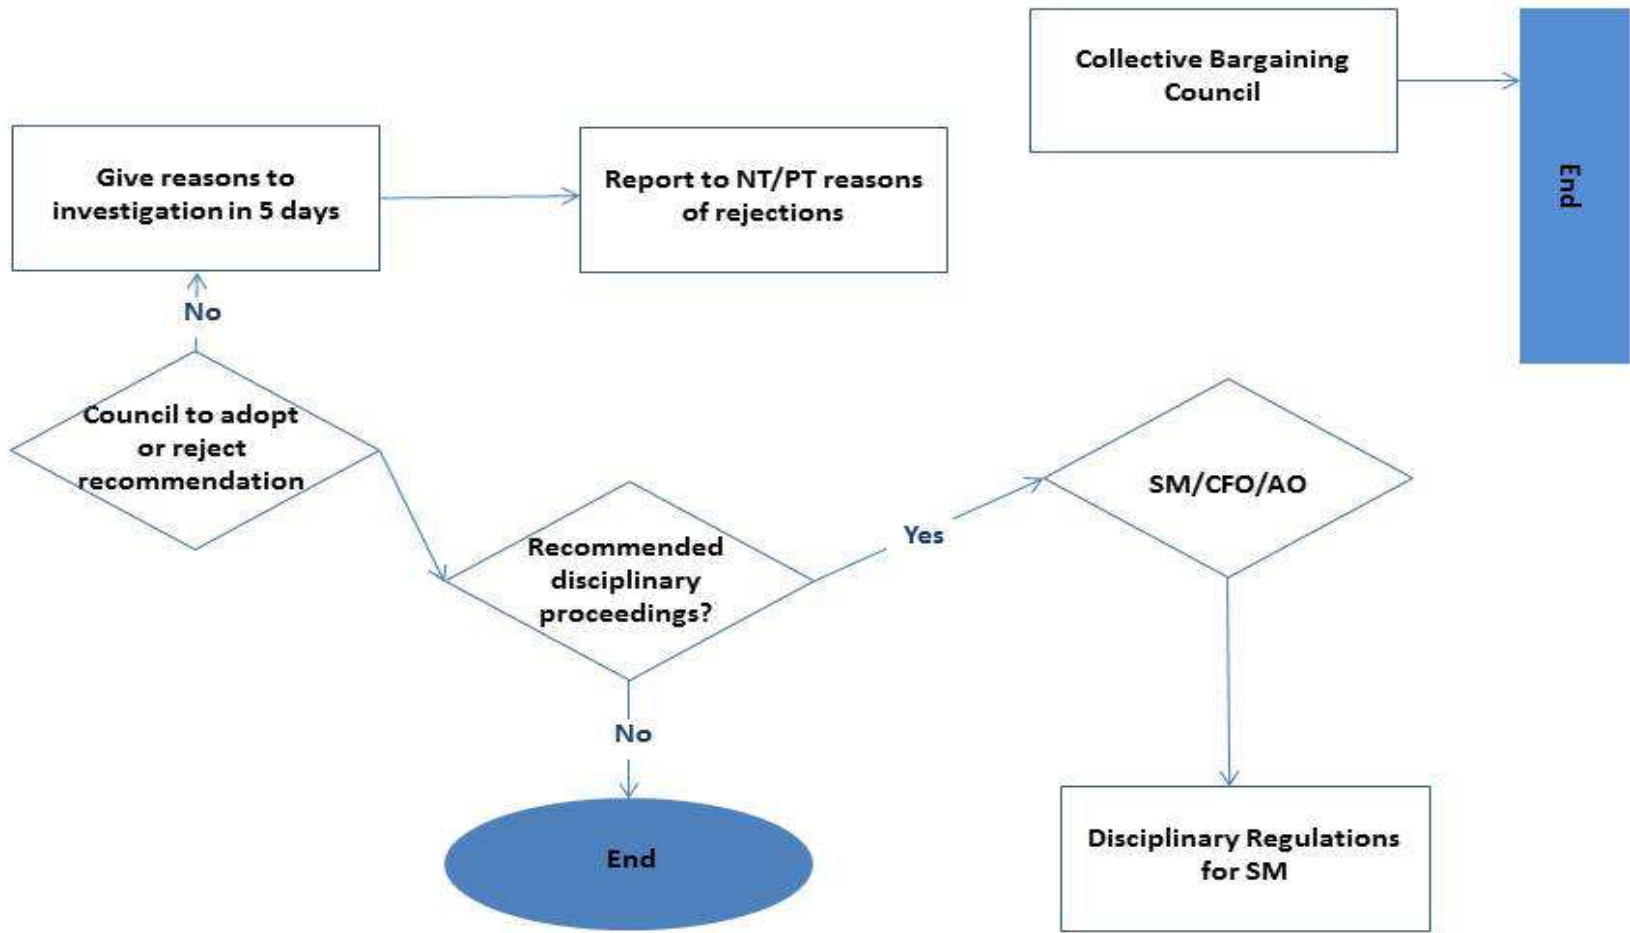 Collective Bargaining
Council
End
Give reasons to
investigation in 5 days
Report to NT/PT reasons
of rejections
No
Council to adopt
or reject
recommendation
SM/CFO/AO
Yes
Recommended
disciplinary
proceedings?
No
End
Disciplinary Regulations
for SM